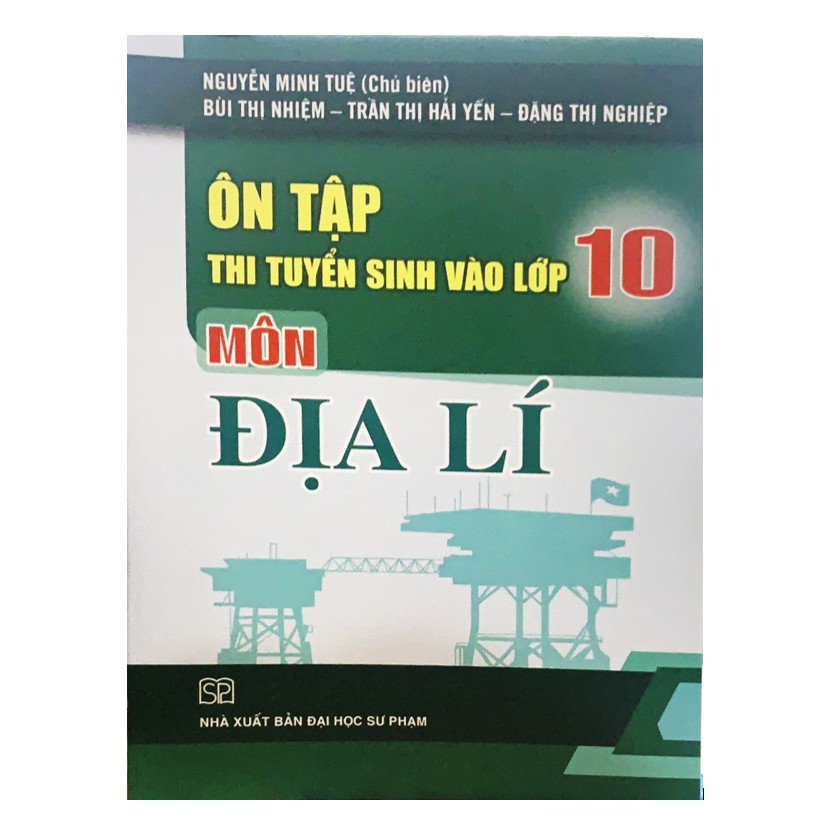 NGUYỄN MINH TUỆ (Chủ biên)
BÙI THỊ NHIỆM – TRẦN THỊ HẢI YẾN – ĐẶNG THỊ NGHIỆP
ÔN TẬP
THI TUYỂN SINH VÀO LỚP 10
MÔN
ĐỊA LÍ
SP
NHÀ XUẤT BẢN ĐẠI HỌC SƯ PHẠM